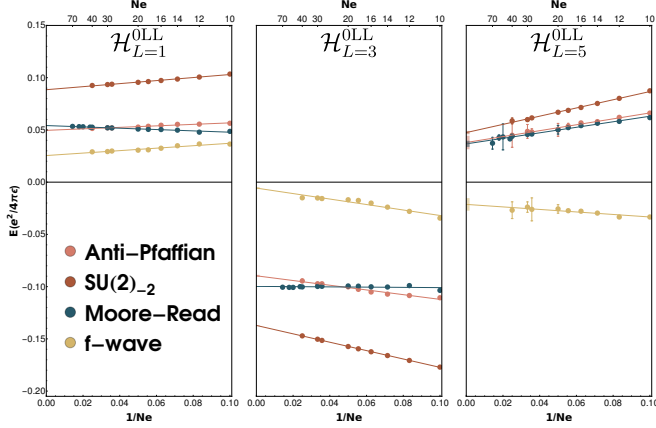 Ne Ne Ne
70 40 30 20 16 14 12 10 70 40 30 20 16 14 12 10 70 40 30 20 16 14 12 10
0.15
ℋ^{0LL}_{L=1} ℋ^{0LL}_{L=3} ℋ^{0LL}_{L=5}
0.10
0.05
0.00
E(e²/4πϵ)
-0.05
-0.10
-0.15
-0.20
Anti-Pfaffian
SU(2)₋₂
Moore-Read
f-wave
0.00 0.02 0.04 0.06 0.08 0.10 0.00 0.02 0.04 0.06 0.08 0.10 0.00 0.02 0.04 0.06 0.08 0.10
1/Ne 1/Ne 1/Ne